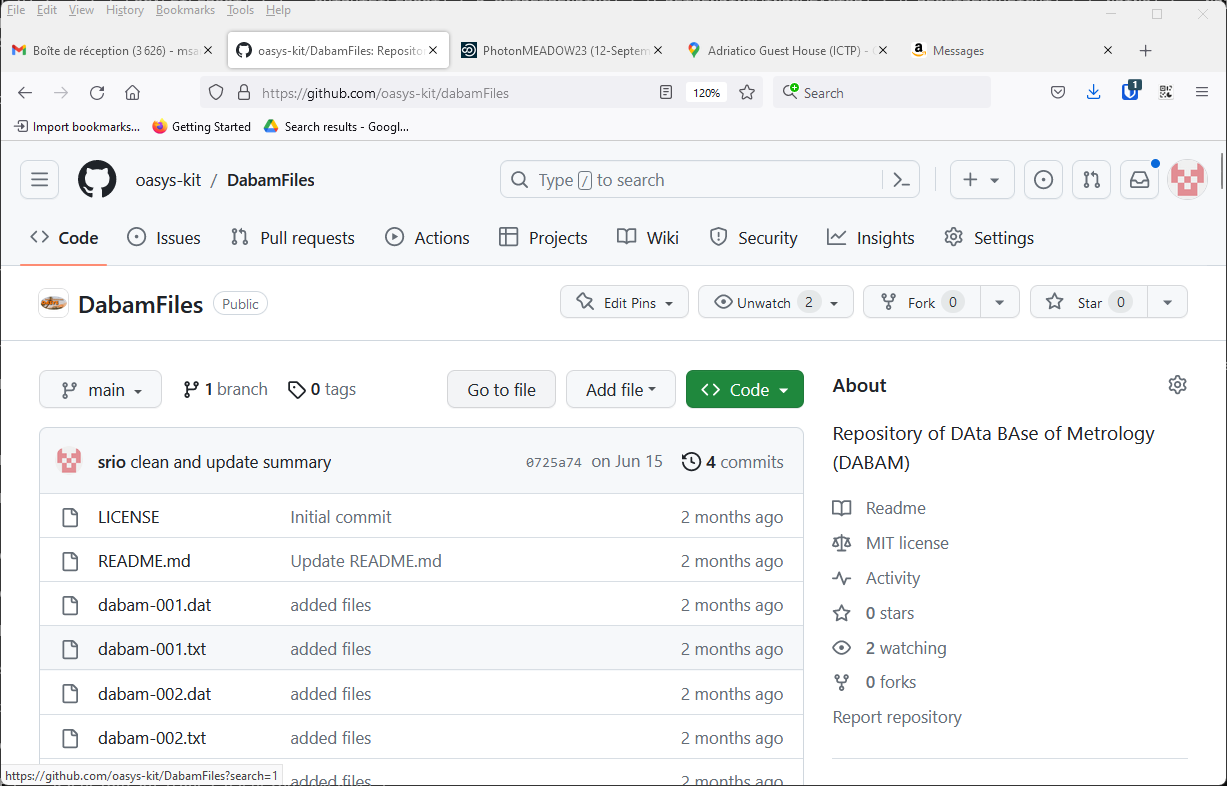 File Edit View History Bookmarks Tools Help
Boîte de réception (3 626) - msa
oasys-kit/DabamFiles: Reposito
PhotonMEADOW23 (12-Septem
Adriatico Guest House (ICTP) -
Messages
https://github.com/oasys-kit/dabamFiles 120% Search 1
Import bookmarks... Getting Started Search results - Googl...
oasys-kit / DabamFiles Type / to search
Code Issues Pull requests Actions Projects Wiki Security Insights Settings
DabamFiles Public Edit Pins Unwatch 2 Fork 0 Star 0
main 1 branch 0 tags Go to file Add file Code
srio clean and update summary 0725a74 on Jun 15 4 commits
LICENSE Initial commit 2 months ago
README.md Update README.md 2 months ago
dabam-001.dat added files 2 months ago
dabam-001.txt added files 2 months ago
dabam-002.dat added files 2 months ago
dabam-002.txt added files 2 months ago
added files 2 months ago
About
Repository of DAta BAse of Metrology
(DABAM)
Readme
MIT license
Activity
0 stars
2 watching
0 forks
Report repository
https://github.com/oasys-kit/DabamFiles?search=1